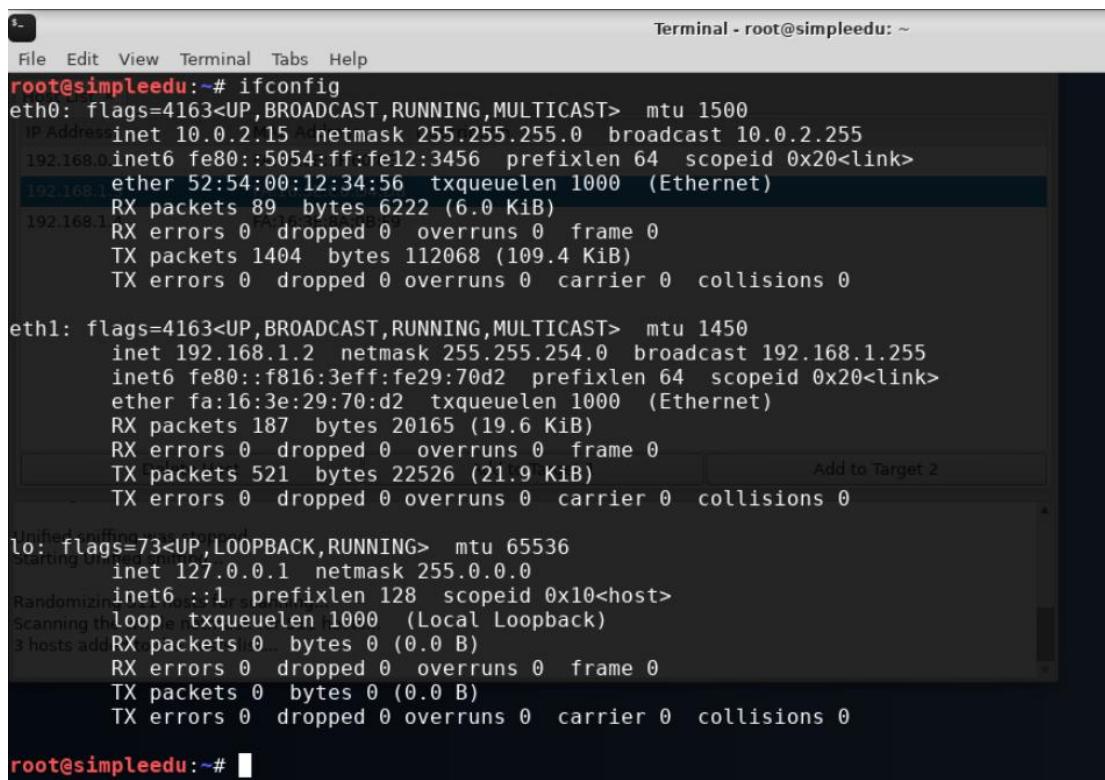 Terminal - root@simpleedu: ~
File Edit View Terminal Tabs Help
root@simpleedu:~# ifconfig
eth0: flags=4163<UP,BROADCAST,RUNNING,MULTICAST>  mtu 1500
        inet 10.0.2.15  netmask 255.255.255.0  broadcast 10.0.2.255
        inet6 fe80::5054:ff:fe12:3456  prefixlen 64  scopeid 0x20<link>
        ether 52:54:00:12:34:56  txqueuelen 1000  (Ethernet)
        RX packets 89  bytes 6222 (6.0 KiB)
        RX errors 0  dropped 0  overruns 0  frame 0
        TX packets 1404  bytes 112068 (109.4 KiB)
        TX errors 0  dropped 0 overruns 0  carrier 0  collisions 0
eth1: flags=4163<UP,BROADCAST,RUNNING,MULTICAST>  mtu 1450
        inet 192.168.1.2  netmask 255.255.254.0  broadcast 192.168.1.255
        inet6 fe80::f816:3eff:fe29:70d2  prefixlen 64  scopeid 0x20<link>
        ether fa:16:3e:29:70:d2  txqueuelen 1000  (Ethernet)
        RX packets 187  bytes 20165 (19.6 KiB)
        RX errors 0  dropped 0  overruns 0  frame 0
        TX packets 521  bytes 22526 (21.9 KiB)
        TX errors 0  dropped 0 overruns 0  carrier 0  collisions 0
Add to Target 2
lo: flags=73<UP,LOOPBACK,RUNNING>  mtu 65536
        inet 127.0.0.1  netmask 255.0.0.0
        inet6 ::1  prefixlen 128  scopeid 0x10<host>
        loop  txqueuelen 1000  (Local Loopback)
        RX packets 0  bytes 0 (0.0 B)
        RX errors 0  dropped 0  overruns 0  frame 0
        TX packets 0  bytes 0 (0.0 B)
        TX errors 0  dropped 0 overruns 0  carrier 0  collisions 0
root@simpleedu:~#